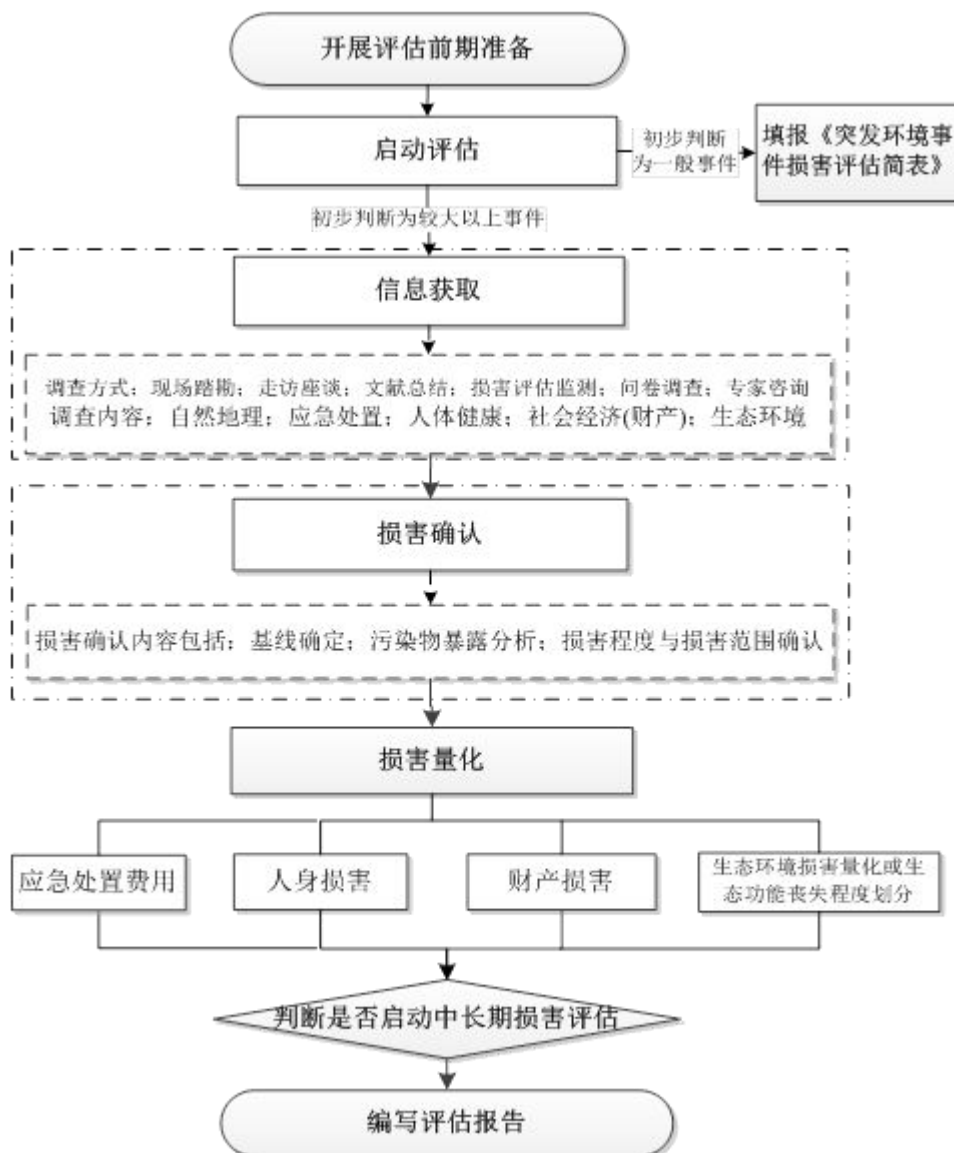 开展评估前期准备
启动评估
初步判断
为一般事件
填报《突发环境事
件损害评估简表》
初步判断为较大以上事件
信息获取
调查方式：现场踏勘；走访座谈；文献总结；损害评估监测；问卷调查；专家咨询
调查内容；自然地理；应急处置；人体健康；社会经济(财产)；生态环境
损害确认
损害确认内容包括；基线确定；污染物暴露分析；损害程度与损害范围确认
损害量化
应急处置费用
人身损害
财产损害
生态环境损害量化或生
态功能丧失程度划分
判断是否启动中长期损害评估
编写评估报告